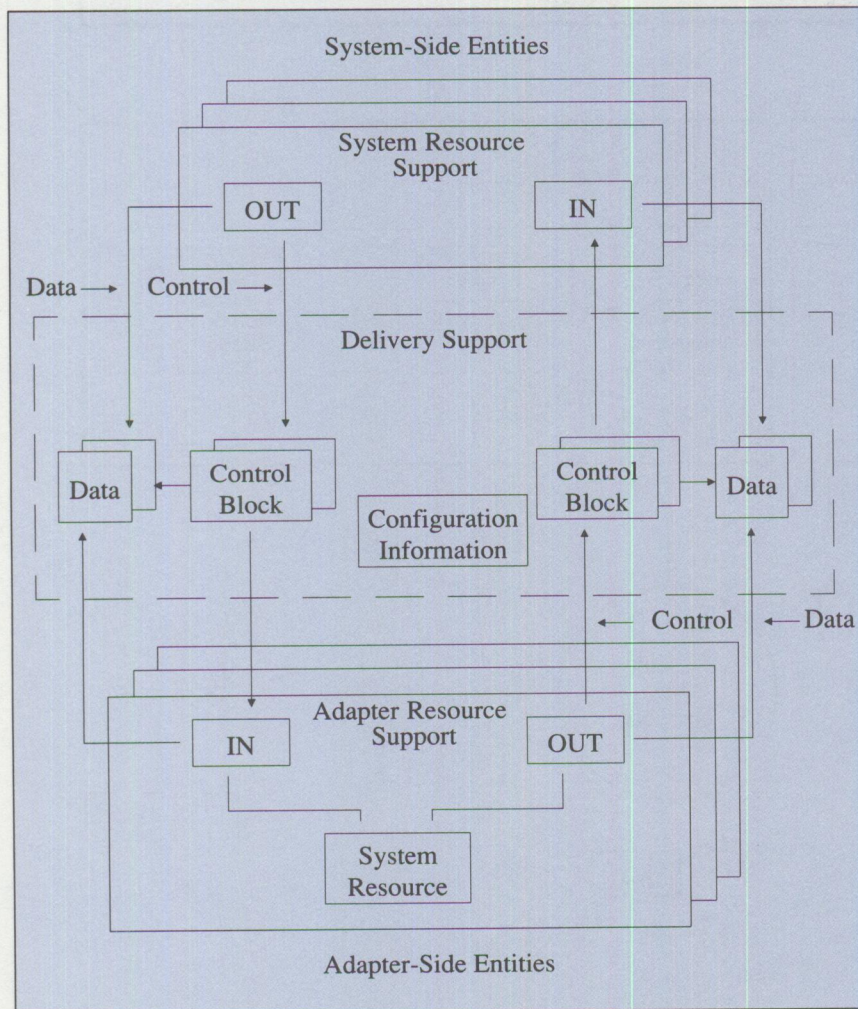 System-Side Entities
System Resource
Support
OUT
IN
Data
Control
Delivery Support
Data
Control
Block
Configuration
Information
Control
Block
Data
Control
Data
Adapter Resource
Support
IN
OUT
System
Resource
Adapter-Side Entities